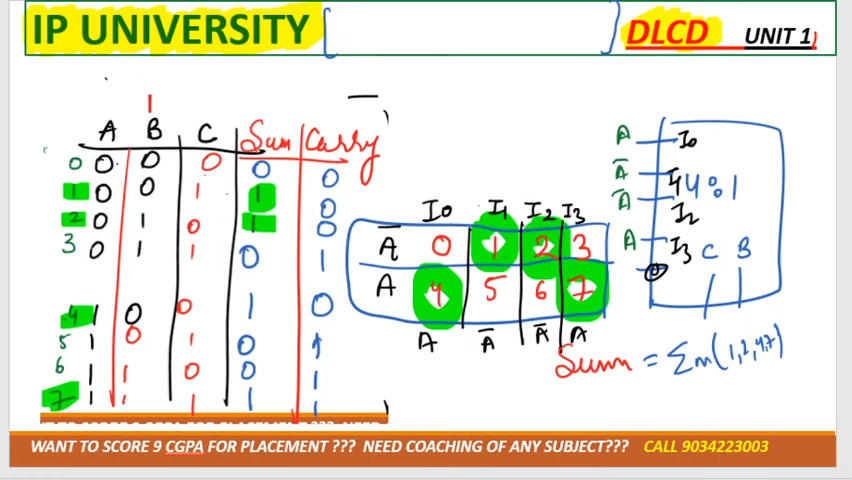 IP UNIVERSITY
DLCD UNIT 1)
A B C Sum Carry
0 0 0 0 0 0
1 0 0 1 1 0
2 0 1 0 1 0
3 0 1 1 0 1
4 1 0 0 1 0
5 1 0 1 0 1
6 1 1 0 0 1
7 1 1 1 1 1
I0 I1 I2 I3
A̅ 0 1 2 3
A 4 5 6 7
A A̅ A̅ A
A I0
A̅ I1 4:1
A̅ I2
A I3 C B
Sum = Σm(1,2,4,7)
WANT TO SCORE 9 CGPA FOR PLACEMENT ??? NEED COACHING OF ANY SUBJECT??? CALL 9034223003